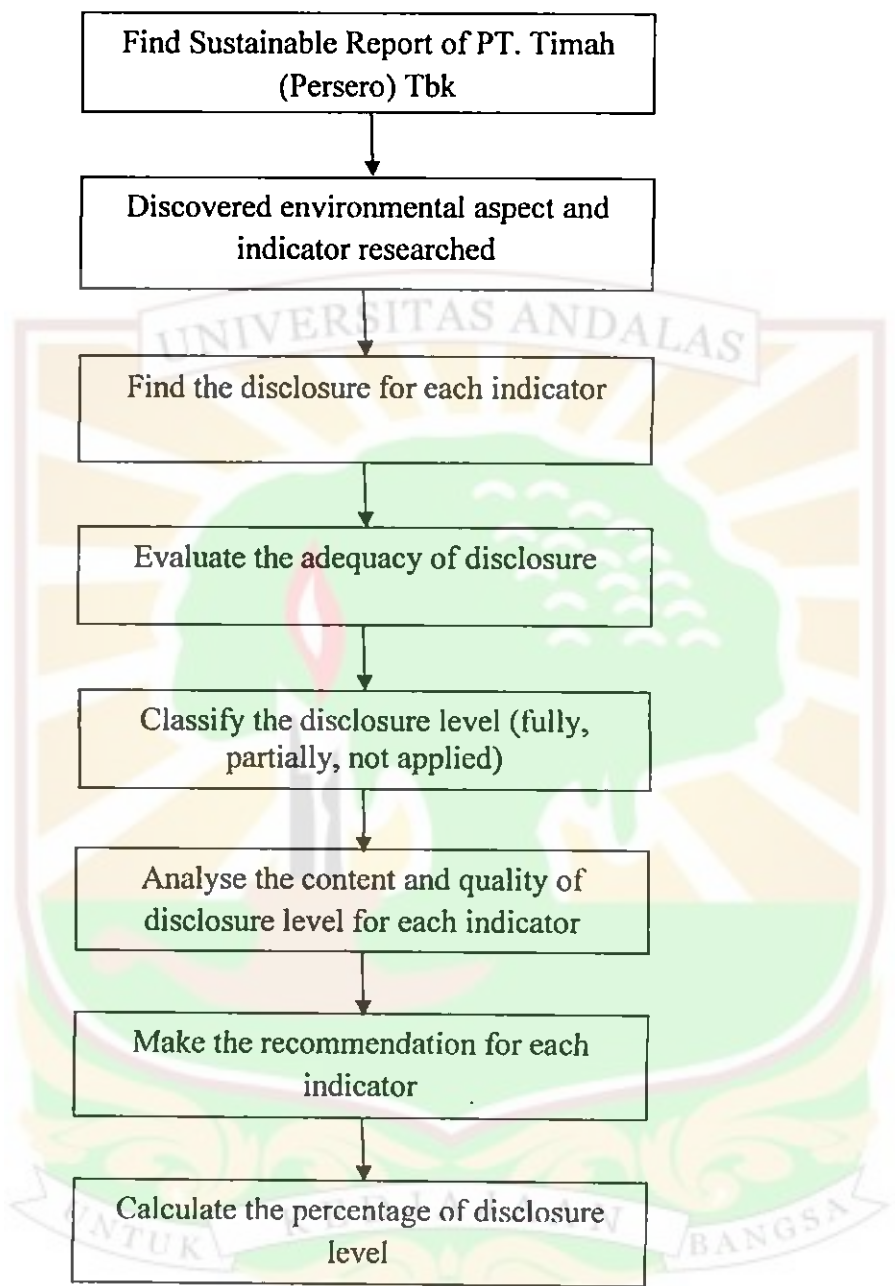 Find Sustainable Report of PT. Timah
(Persero) Tbk
Discovered environmental aspect and
indicator researched
UNIVERSITAS ANDALAS
Find the disclosure for each indicator
Evaluate the adequacy of disclosure
Classify the disclosure level (fully,
partially, not applied)
Analyse the content and quality of
disclosure level for each indicator
Make the recommendation for each
indicator
Calculate the percentage of disclosure
level
UNTUK KEDJAJAAN BANGSA